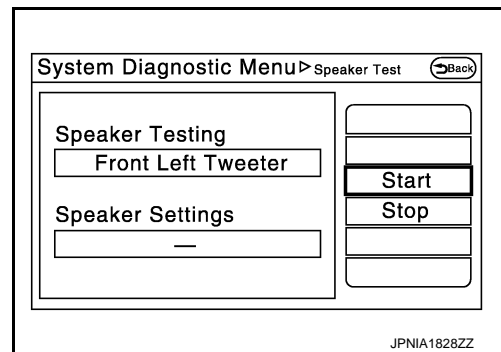 System Diagnostic Menu▷Speaker Test
Back
Speaker Testing
Front Left Tweeter
Start
Speaker Settings
Stop
—
JPNIA1828ZZ